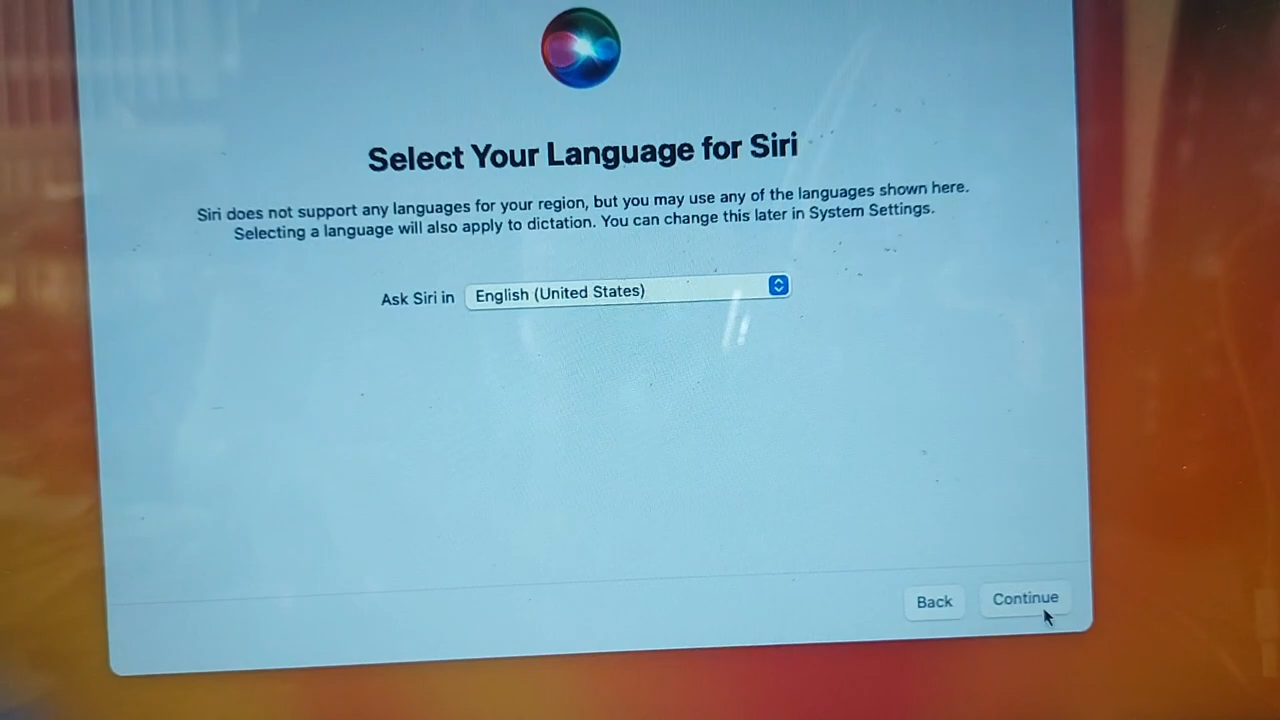 Select Your Language for Siri
Siri does not support any languages for your region, but you may use any of the languages shown here.
Selecting a language will also apply to dictation. You can change this later in System Settings.
Ask Siri in English (United States)
Back Continue